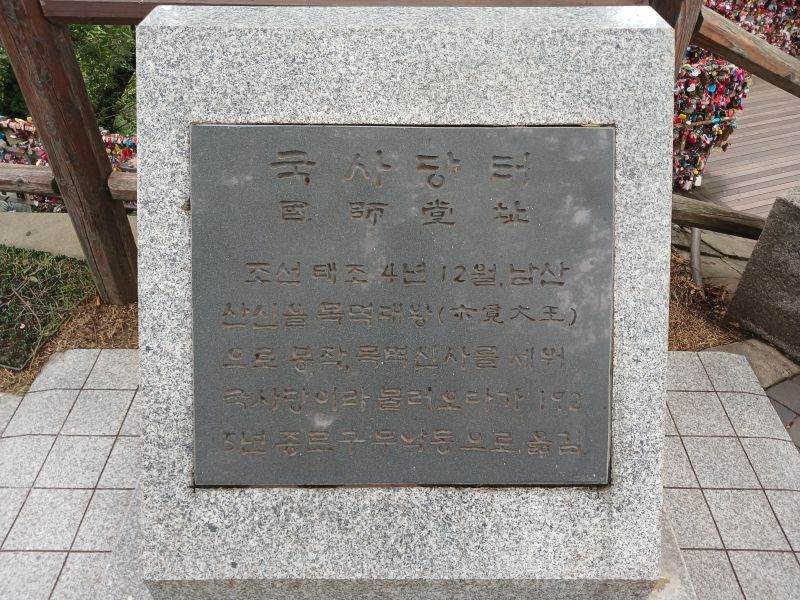 국사당터
國師堂址
조선 태조 4년 12월, 남산
산신을 목멱대왕(木覓大王)
으로 봉작, 목멱신사를 세워
국사당이라 불러오다가 192
5년 종로구 무악동으로 옮김.